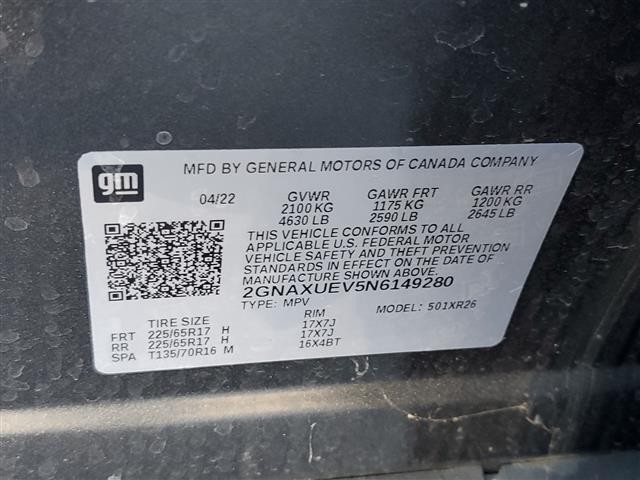 gm
MFD BY GENERAL MOTORS OF CANADA COMPANY
04/22 GVWR GAWR FRT GAWR RR
2100 KG 1175 KG 1200 KG
4630 LB 2590 LB 2645 LB
THIS VEHICLE CONFORMS TO ALL
APPLICABLE U.S. FEDERAL MOTOR
VEHICLE SAFETY AND THEFT PREVENTION
STANDARDS IN EFFECT ON THE DATE OF
MANUFACTURE SHOWN ABOVE.
2GNAXUEV5N6149280
TYPE: MPV MODEL: 501XR26
TIRE SIZE RIM
FRT 225/65R17 H 17X7J
RR 225/65R17 H 17X7J
SPA T135/70R16 M 16X4BT